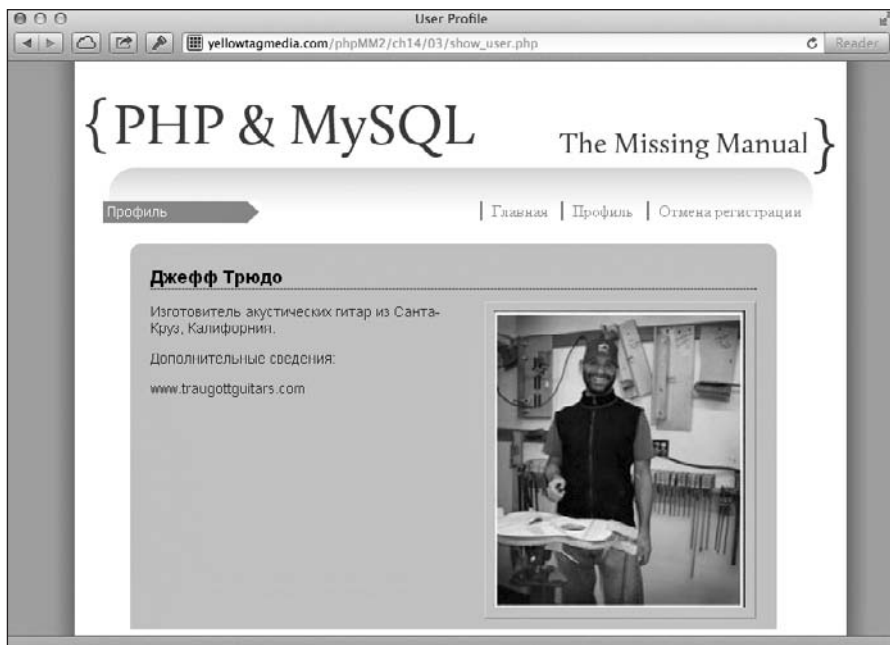 User Profile
yellowtagmedia.com/phpMM2/ch14/03/show_user.php
Reader
{PHP & MySQL
The Missing Manual}
Профиль
Главная | Профиль | Отмена регистрации
Джефф Трюдо
Изготовитель акустических гитар из Санта-
Круз, Калифорния.
Дополнительные сведения:
www.traugottguitars.com